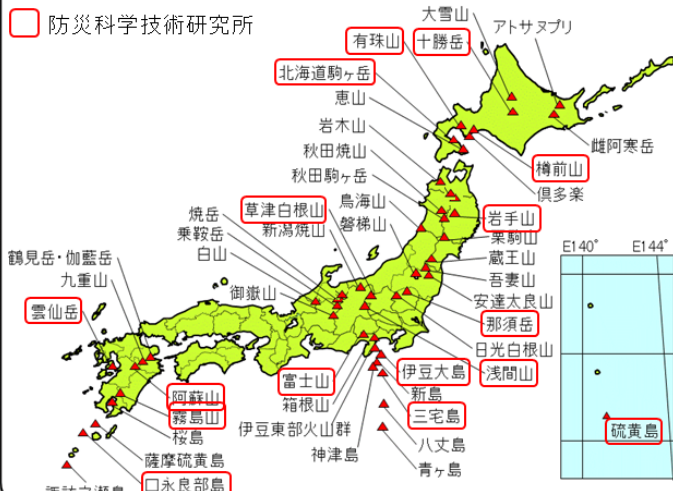 防災科学技術研究所
大雪山
アトサヌプリ
有珠山
十勝岳
北海道駒ヶ岳
恵山
岩木山
雌阿寒岳
秋田焼山
樽前山
秋田駒ヶ岳
倶多楽
鳥海山
草津白根山
焼岳
岩手山
磐梯山
新潟焼山
乗鞍岳
栗駒山
E140°
E144°
白山
蔵王山
鶴見岳・伽藍岳
吾妻山
九重山
御嶽山
安達太良山
雲仙岳
那須岳
日光白根山
伊豆大島
浅間山
富士山
新島
阿蘇山
箱根山
三宅島
霧島山
伊豆東部火山群
硫黄島
桜島
八丈島
神津島
薩摩硫黄島
青ヶ島
口永良部島
諏訪之瀬島